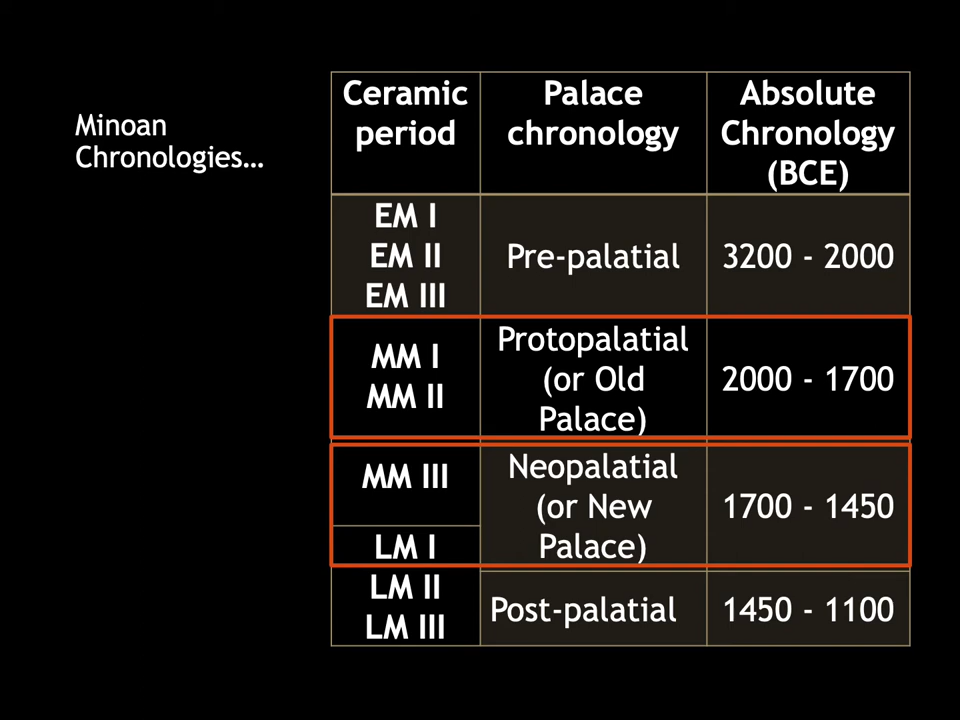 Minoan
Chronologies…
Ceramic period
Palace chronology
Absolute Chronology (BCE)
EM I
EM II
EM III
Pre-palatial
3200 - 2000
MM I
MM II
Protopalatial
(or Old
Palace)
2000 - 1700
MM III
LM I
Neopalatial
(or New
Palace)
1700 - 1450
LM II
LM III
Post-palatial
1450 - 1100